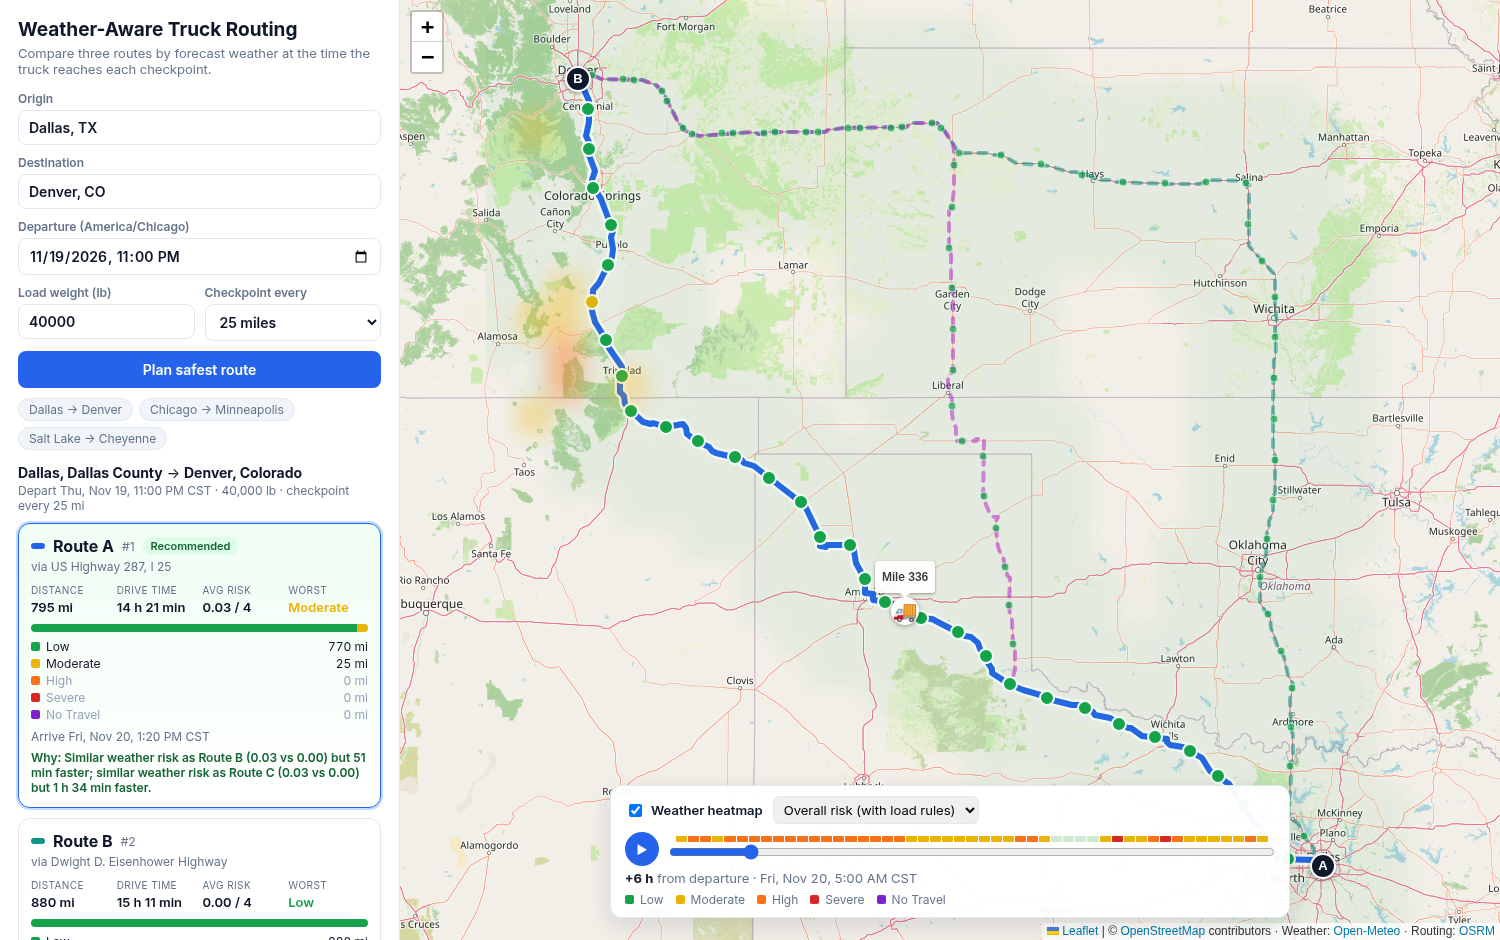 Weather-Aware Truck Routing
Compare three routes by forecast weather at the time the
truck reaches each checkpoint.
Origin
Dallas, TX
Destination
Denver, CO
Departure (America/Chicago)
11/19/2026, 11:00 PM
Load weight (lb)
Checkpoint every
40000
25 miles
Plan safest route
Dallas → Denver
Chicago → Minneapolis
Salt Lake → Cheyenne
Dallas, Dallas County → Denver, Colorado
Depart Thu, Nov 19, 11:00 PM CST · 40,000 lb · checkpoint
every 25 mi
Route A #1 Recommended
via US Highway 287, I 25
DISTANCE DRIVE TIME AVG RISK WORST
795 mi 14 h 21 min 0.03 / 4 Moderate
Low 770 mi
Moderate 25 mi
High 0 mi
Severe 0 mi
No Travel 0 mi
Arrive Fri, Nov 20, 1:20 PM CST
Why: Similar weather risk as Route B (0.03 vs 0.00) but 51
min faster; similar weather risk as Route C (0.03 vs 0.00)
but 1 h 34 min faster.
Route B #2
via Dwight D. Eisenhower Highway
DISTANCE DRIVE TIME AVG RISK WORST
880 mi 15 h 11 min 0.00 / 4 Low
+
−
Loveland
Fort Morgan
Beatrice
Boulder
B
Saint J
Aspen
Manhattan
Topeka
Leavenw
Hays
Salina
Colorado Springs
Salida
Cañon
City
Emporia
Pueblo
Lamar
Hutchinson
Garden
City
Dodge
City
Wichita
Alamosa
Trinidad
Liberal
Bartlesville
Taos
Enid
Stillwater
Tulsa
Los Alamos
Tahlequ
Muskogee
Santa Fe
Oklahoma
City
Rio Rancho
Mile 336
Oklahoma
buquerque
Ada
Lawton
Clovis
Ardmore
Wichita
McKinney
Plano
Alamogordo
A
s Cruces
Tyler
Weather heatmap
Overall risk (with load rules)
+6 h from departure · Fri, Nov 20, 5:00 AM CST
Low Moderate High Severe No Travel
Leaflet | © OpenStreetMap contributors · Weather: Open-Meteo · Routing: OSRM